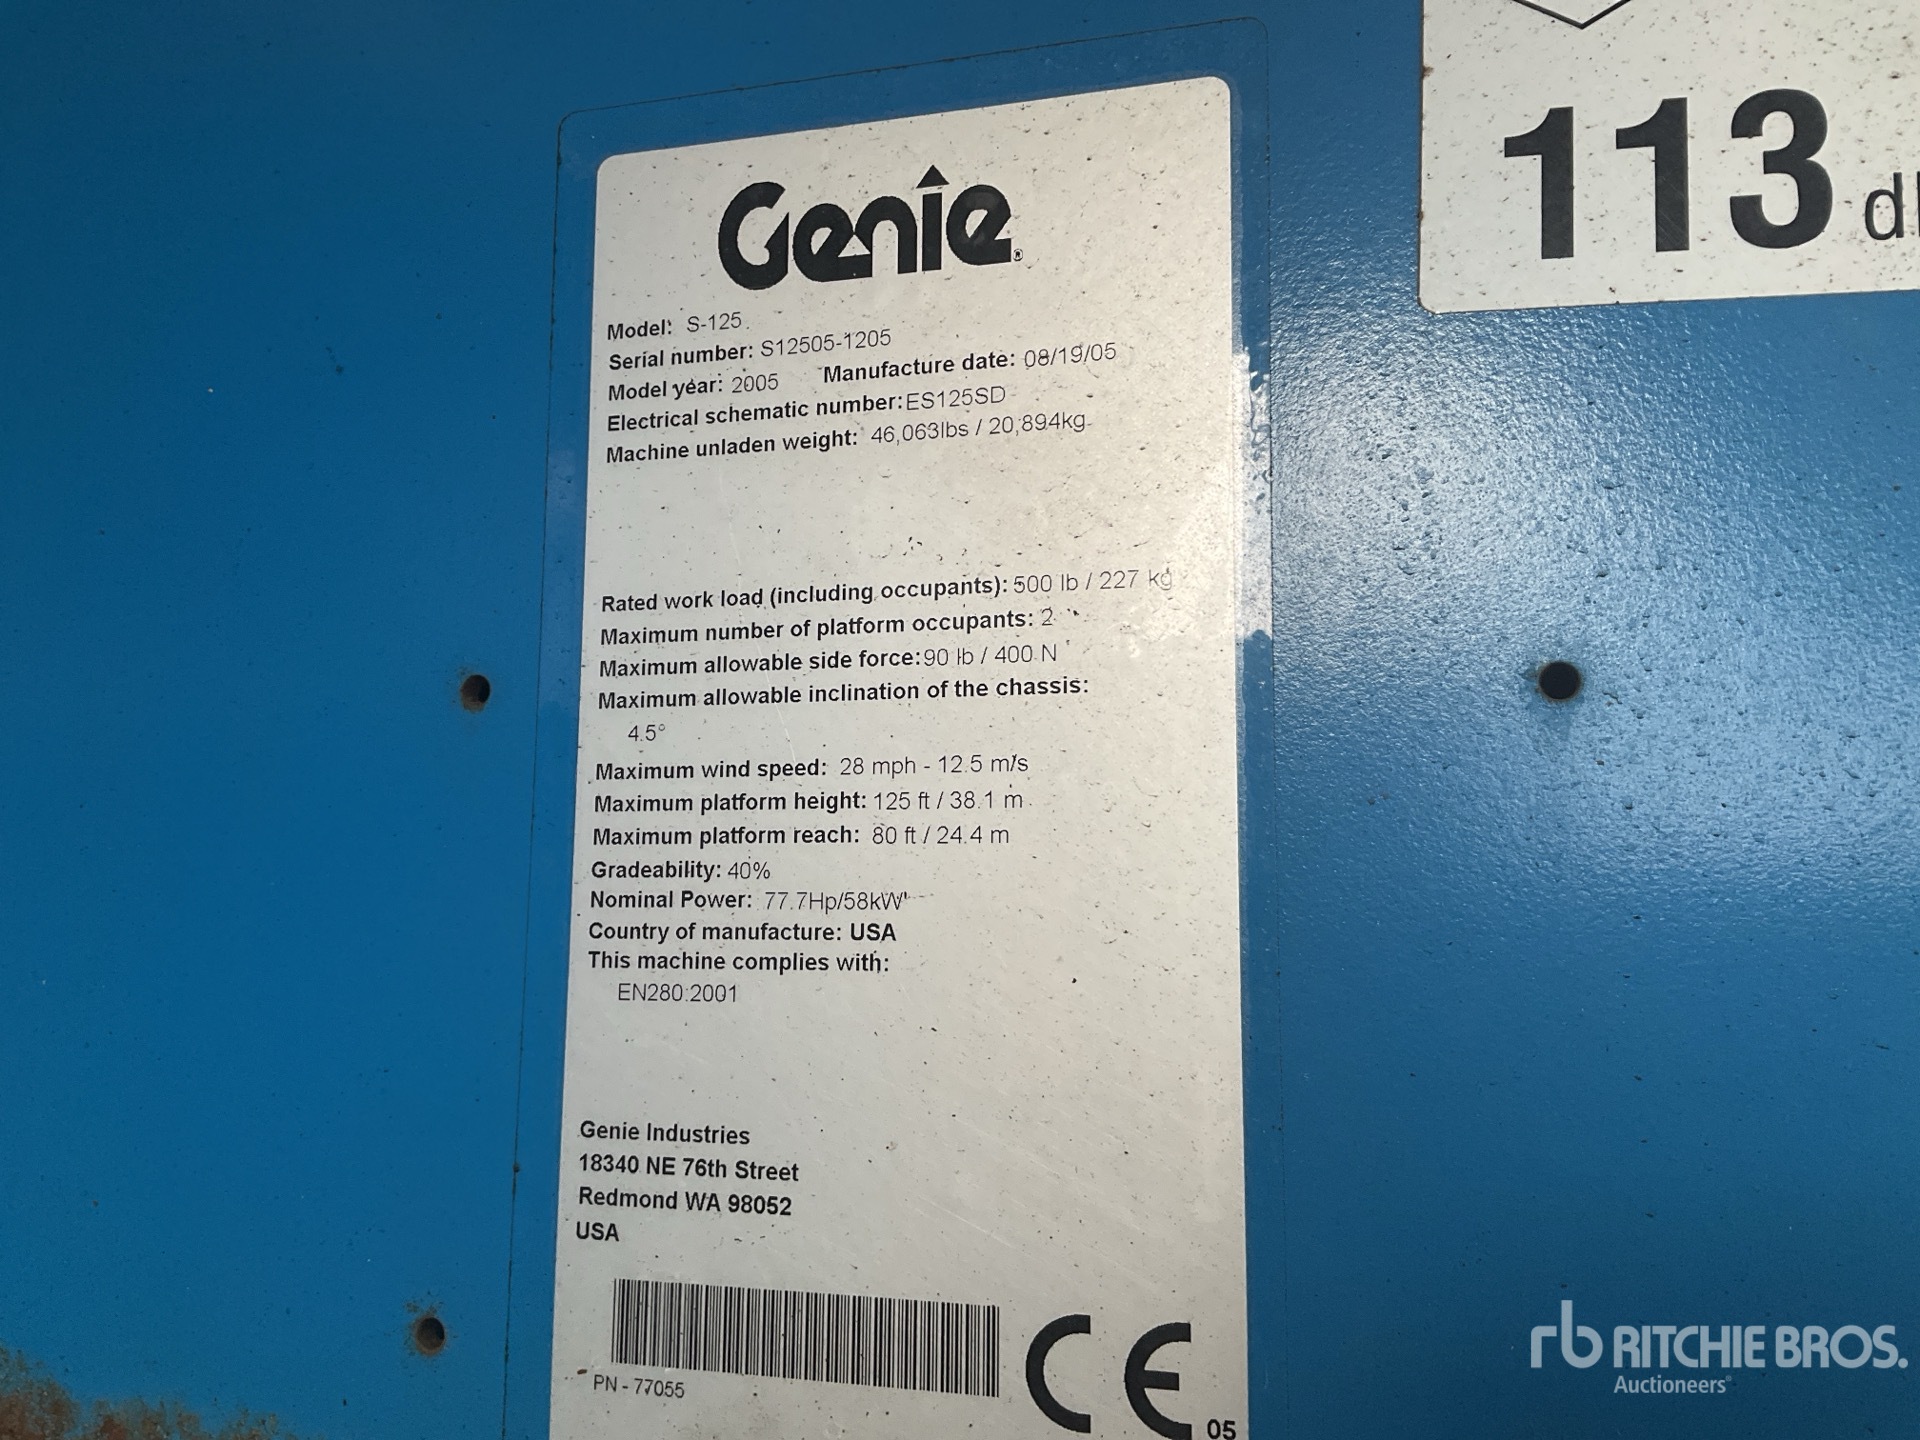 Genie
Model: S-125
Serial number: S12505-1205
Model year: 2005 Manufacture date: 08/19/05
Electrical schematic number: ES125SD
Machine unladen weight: 46,063lbs / 20,894kg
Rated work load (including occupants): 500 lb / 227 kg
Maximum number of platform occupants: 2
Maximum allowable side force: 90 lb / 400 N
Maximum allowable inclination of the chassis:
4.5°
Maximum wind speed: 28 mph - 12.5 m/s
Maximum platform height: 125 ft / 38.1 m
Maximum platform reach: 80 ft / 24.4 m
Gradeability: 40%
Nominal Power: 77.7Hp/58kW
Country of manufacture: USA
This machine complies with:
EN280:2001
Genie Industries
18340 NE 76th Street
Redmond WA 98052
USA
PN - 77055
CE
05
113
rb RITCHIE BROS.
Auctioneers